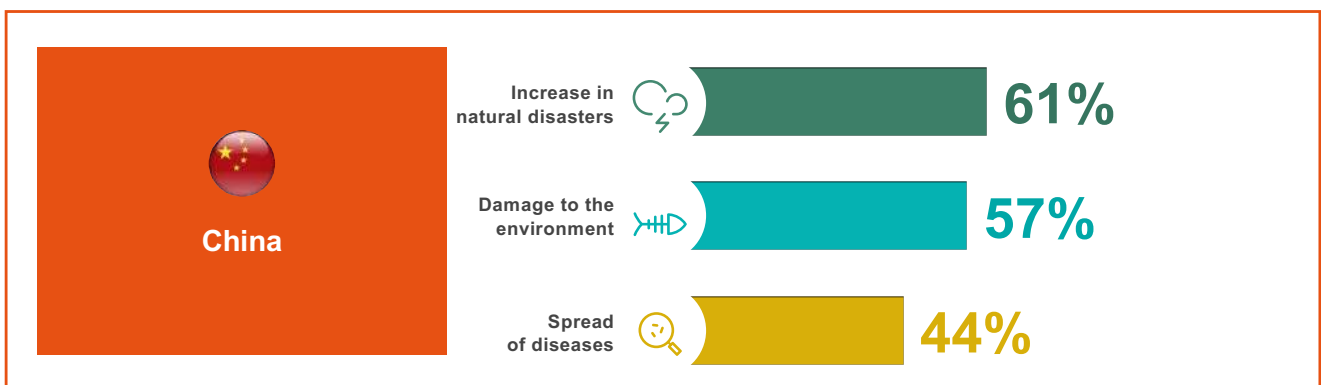 China
Increase in
natural disasters
61%
Damage to the
environment
57%
Spread
of diseases
44%